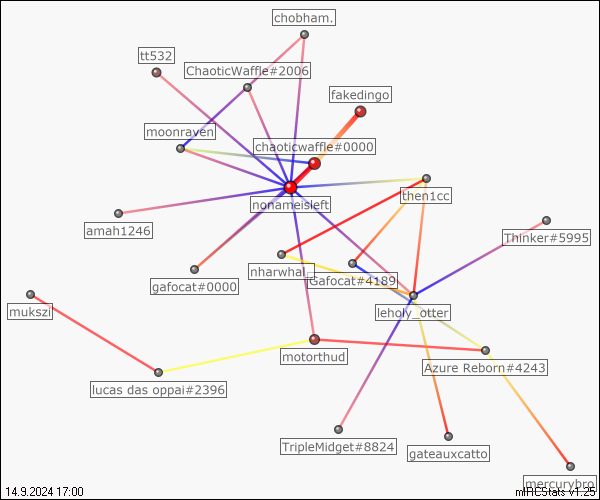 chobham.
tt532
ChaoticWaffle#2006
fakedingo
moonraven
chaoticwaffle#0000
then1cc
nonameisleft
amah1246
Thinker#5995
nharwhal_
Gafocat#4189
gafocat#0000
leholy_otter
mukszi
motorthud
Azure Reborn#4243
lucas das oppai#2396
TripleMidget#8824
gateauxcatto
mercurybro
14.9.2024 17:00
mIRCStats v1.25